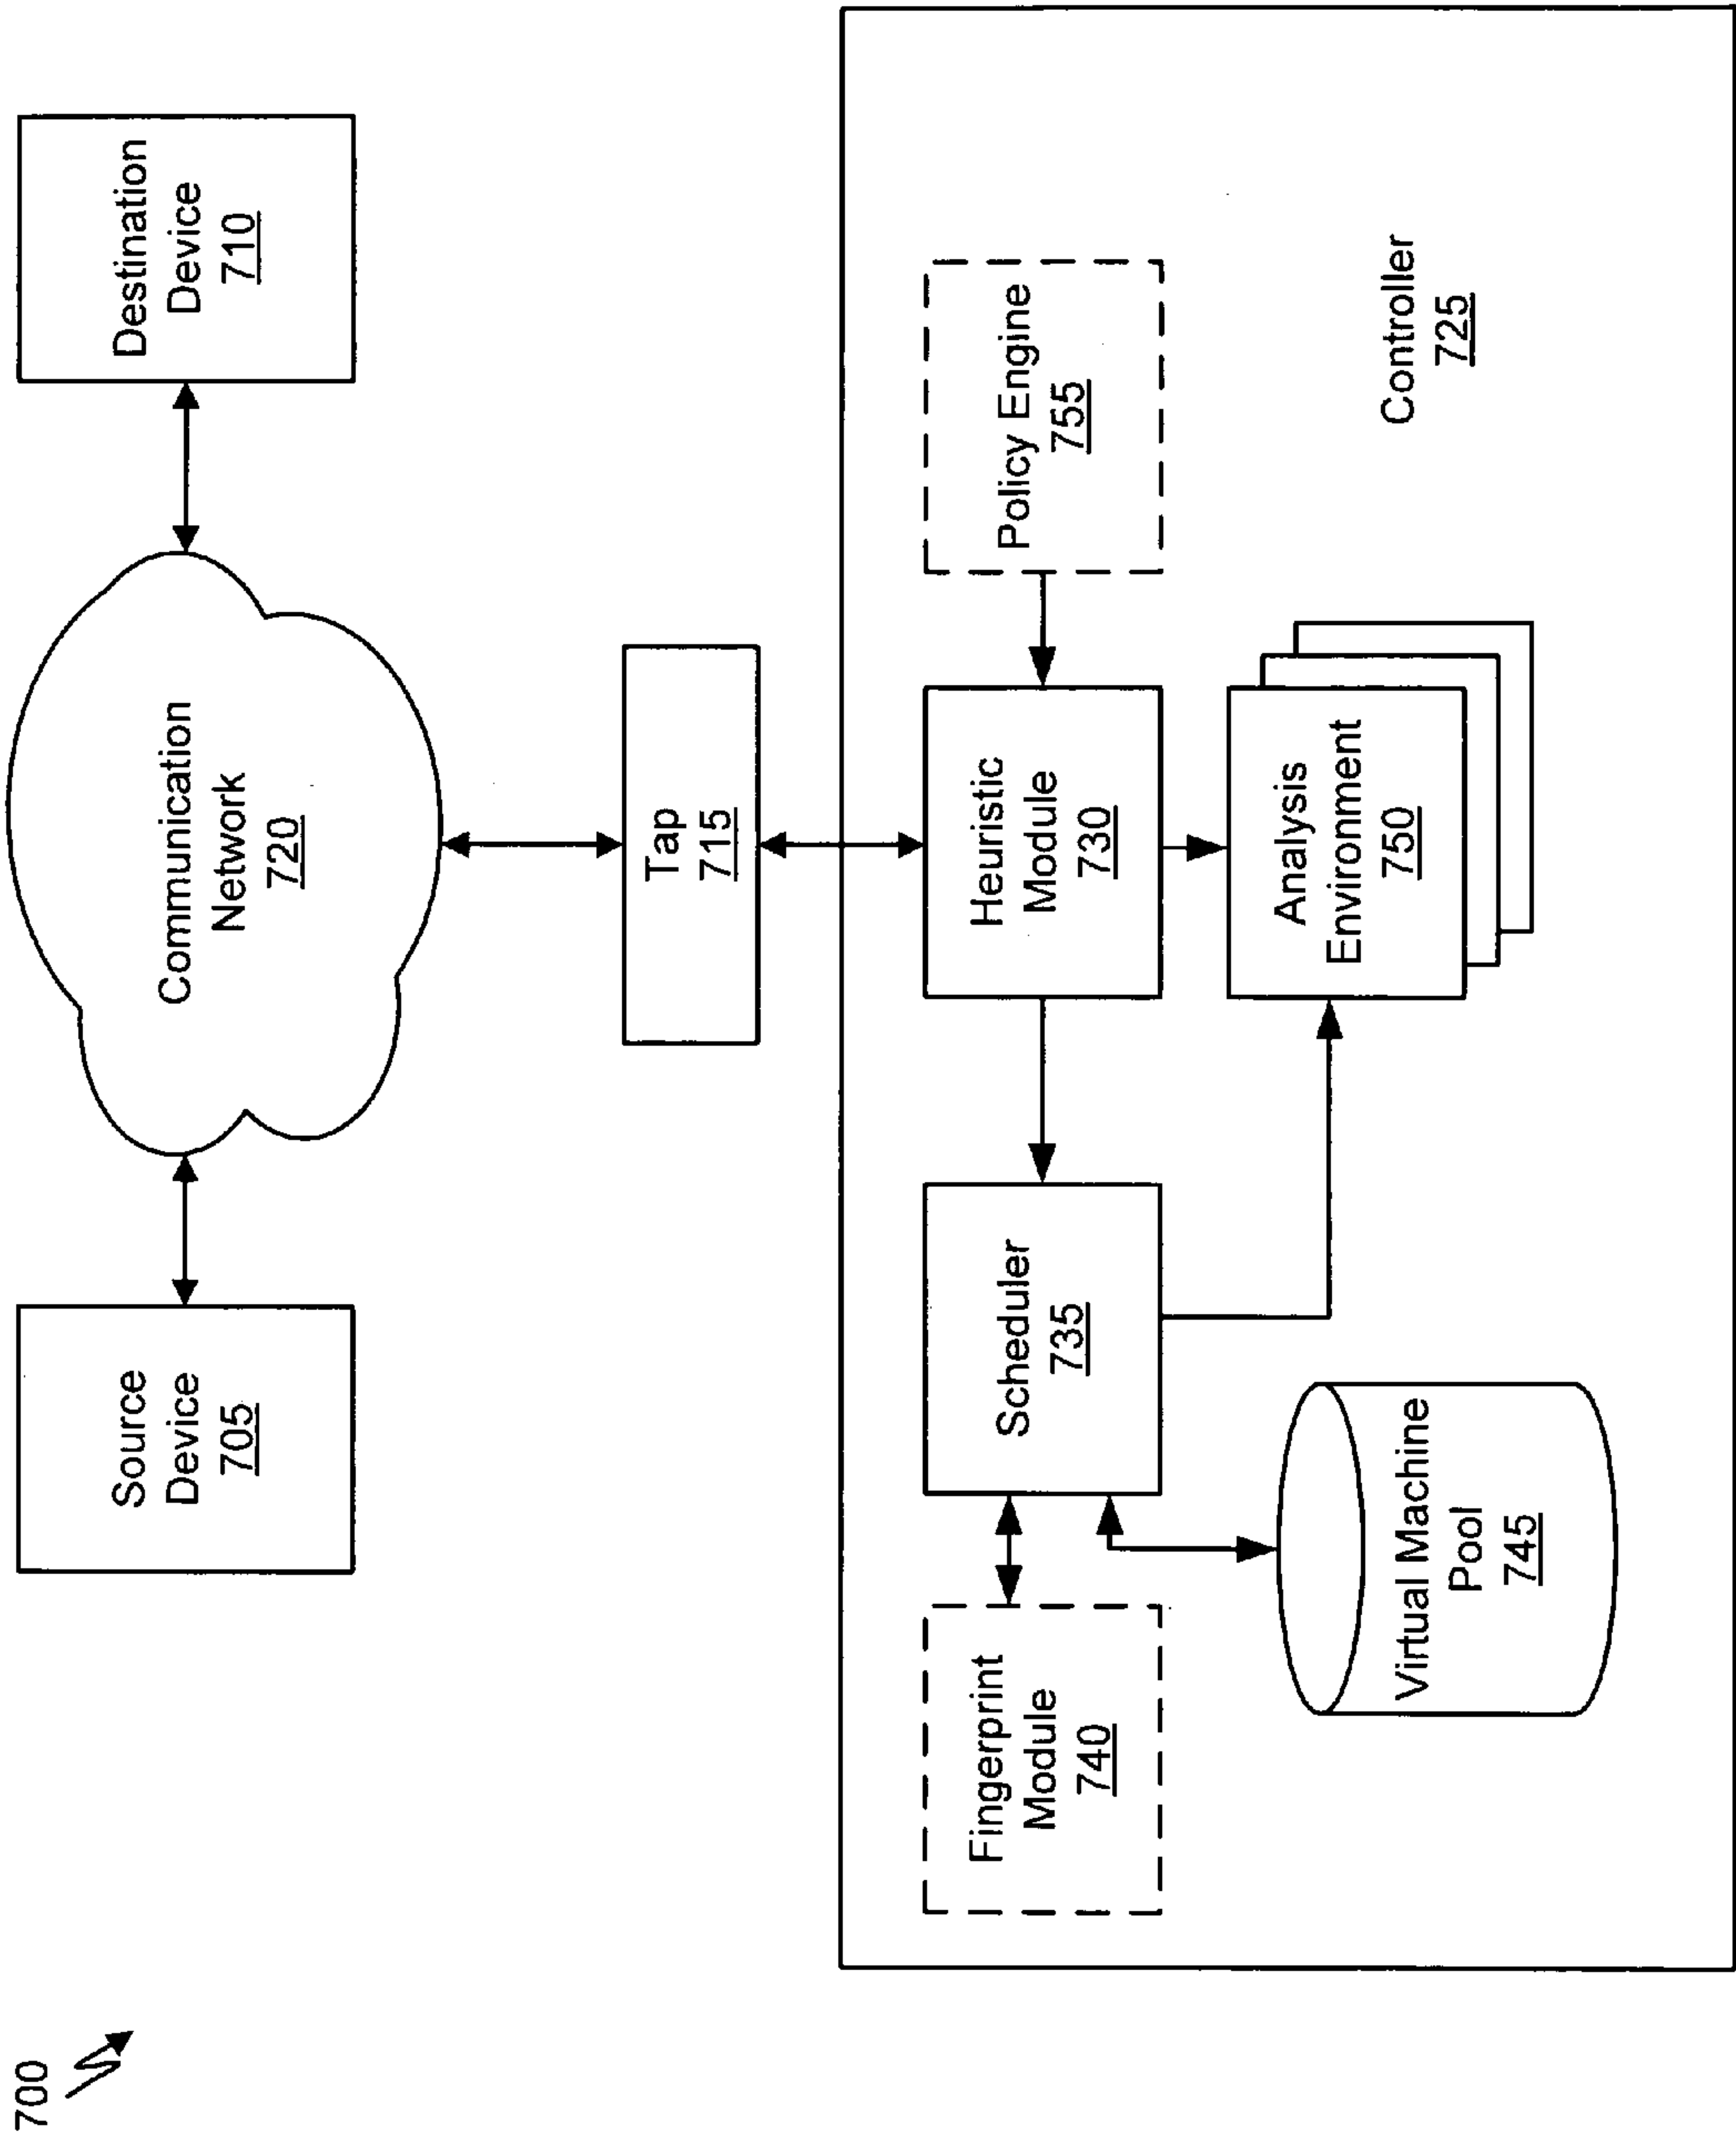 700
Source
Device
705
Communication
Network
720
Destination
Device
710
Tap
715
Fingerprint
Module
740
Scheduler
735
Heuristic
Module
730
Policy Engine
755
Virtual Machine
Pool
745
Analysis
Environment
750
Controller
725